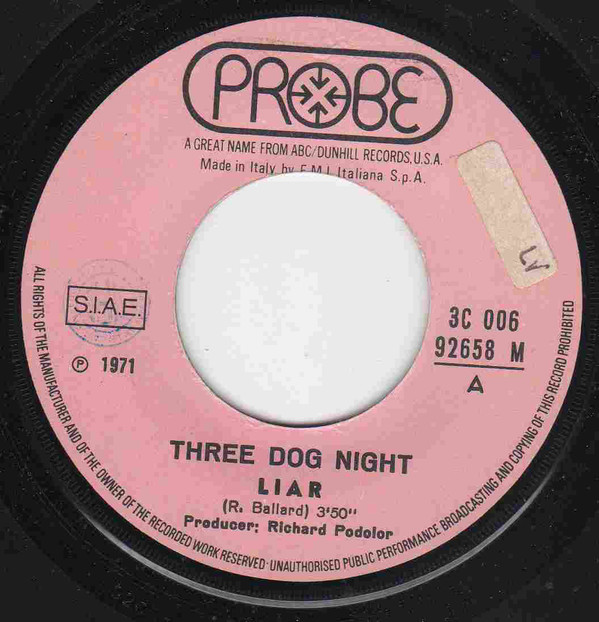 PROBE
A GREAT NAME FROM ABC/DUNHILL RECORDS, U.S.A.
Made in Italy by E.M.I. Italiana S.p.A.
S.I.A.E.
Ⓟ 1971
3C 006
92658 M
A
THREE DOG NIGHT
LIAR
(R. Ballard) 3'50"
Producer: Richard Podolor
ALL RIGHTS OF THE MANUFACTURER AND OF THE OWNER OF THE RECORDED WORK RESERVED · UNAUTHORISED PUBLIC PERFORMANCE BROADCASTING AND COPYING OF THIS RECORD PROHIBITED